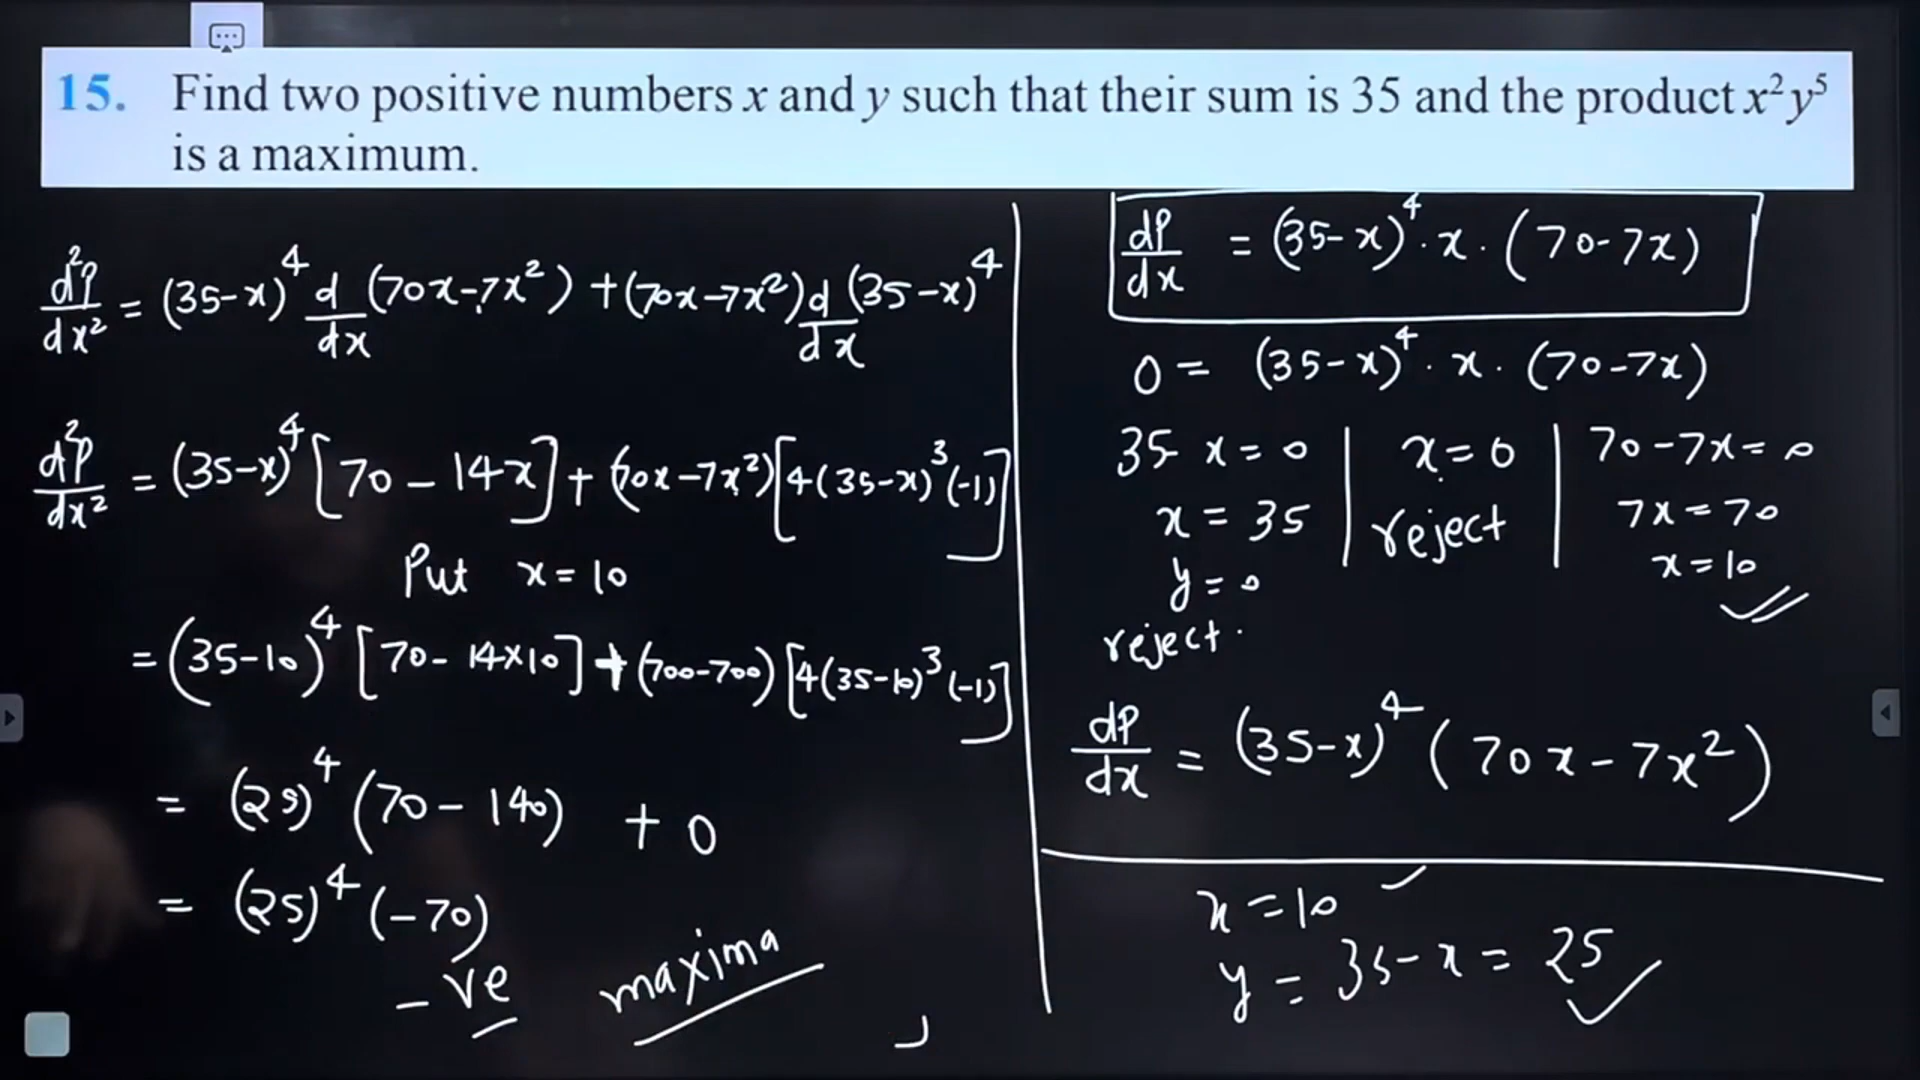 15. Find two positive numbers x and y such that their sum is 35 and the product x²y⁵
is a maximum.
d²P/dx² = (35-x)⁴ d/dx (70x-7x²) + (70x-7x²) d/dx (35-x)⁴
d²P/dx² = (35-x)⁴ [70 - 14x] + (70x-7x²) [4(35-x)³(-1)]
Put x = 10
= (35-10)⁴ [70 - 14×10] + (700-700) [4(35-10)³(-1)]
= (25)⁴ (70 - 140) + 0
= (25)⁴ (-70)
-ve maxima
dP/dx = (35-x)⁴ · x · (70-7x)
0 = (35-x)⁴ · x · (70-7x)
35 x = 0 | x = 0 | 70-7x = 0
x = 35 | reject | 7x = 70
y = 0 x = 10
reject.
dP/dx = (35-x)⁴ (70x-7x²)
x = 10
y = 35-x = 25